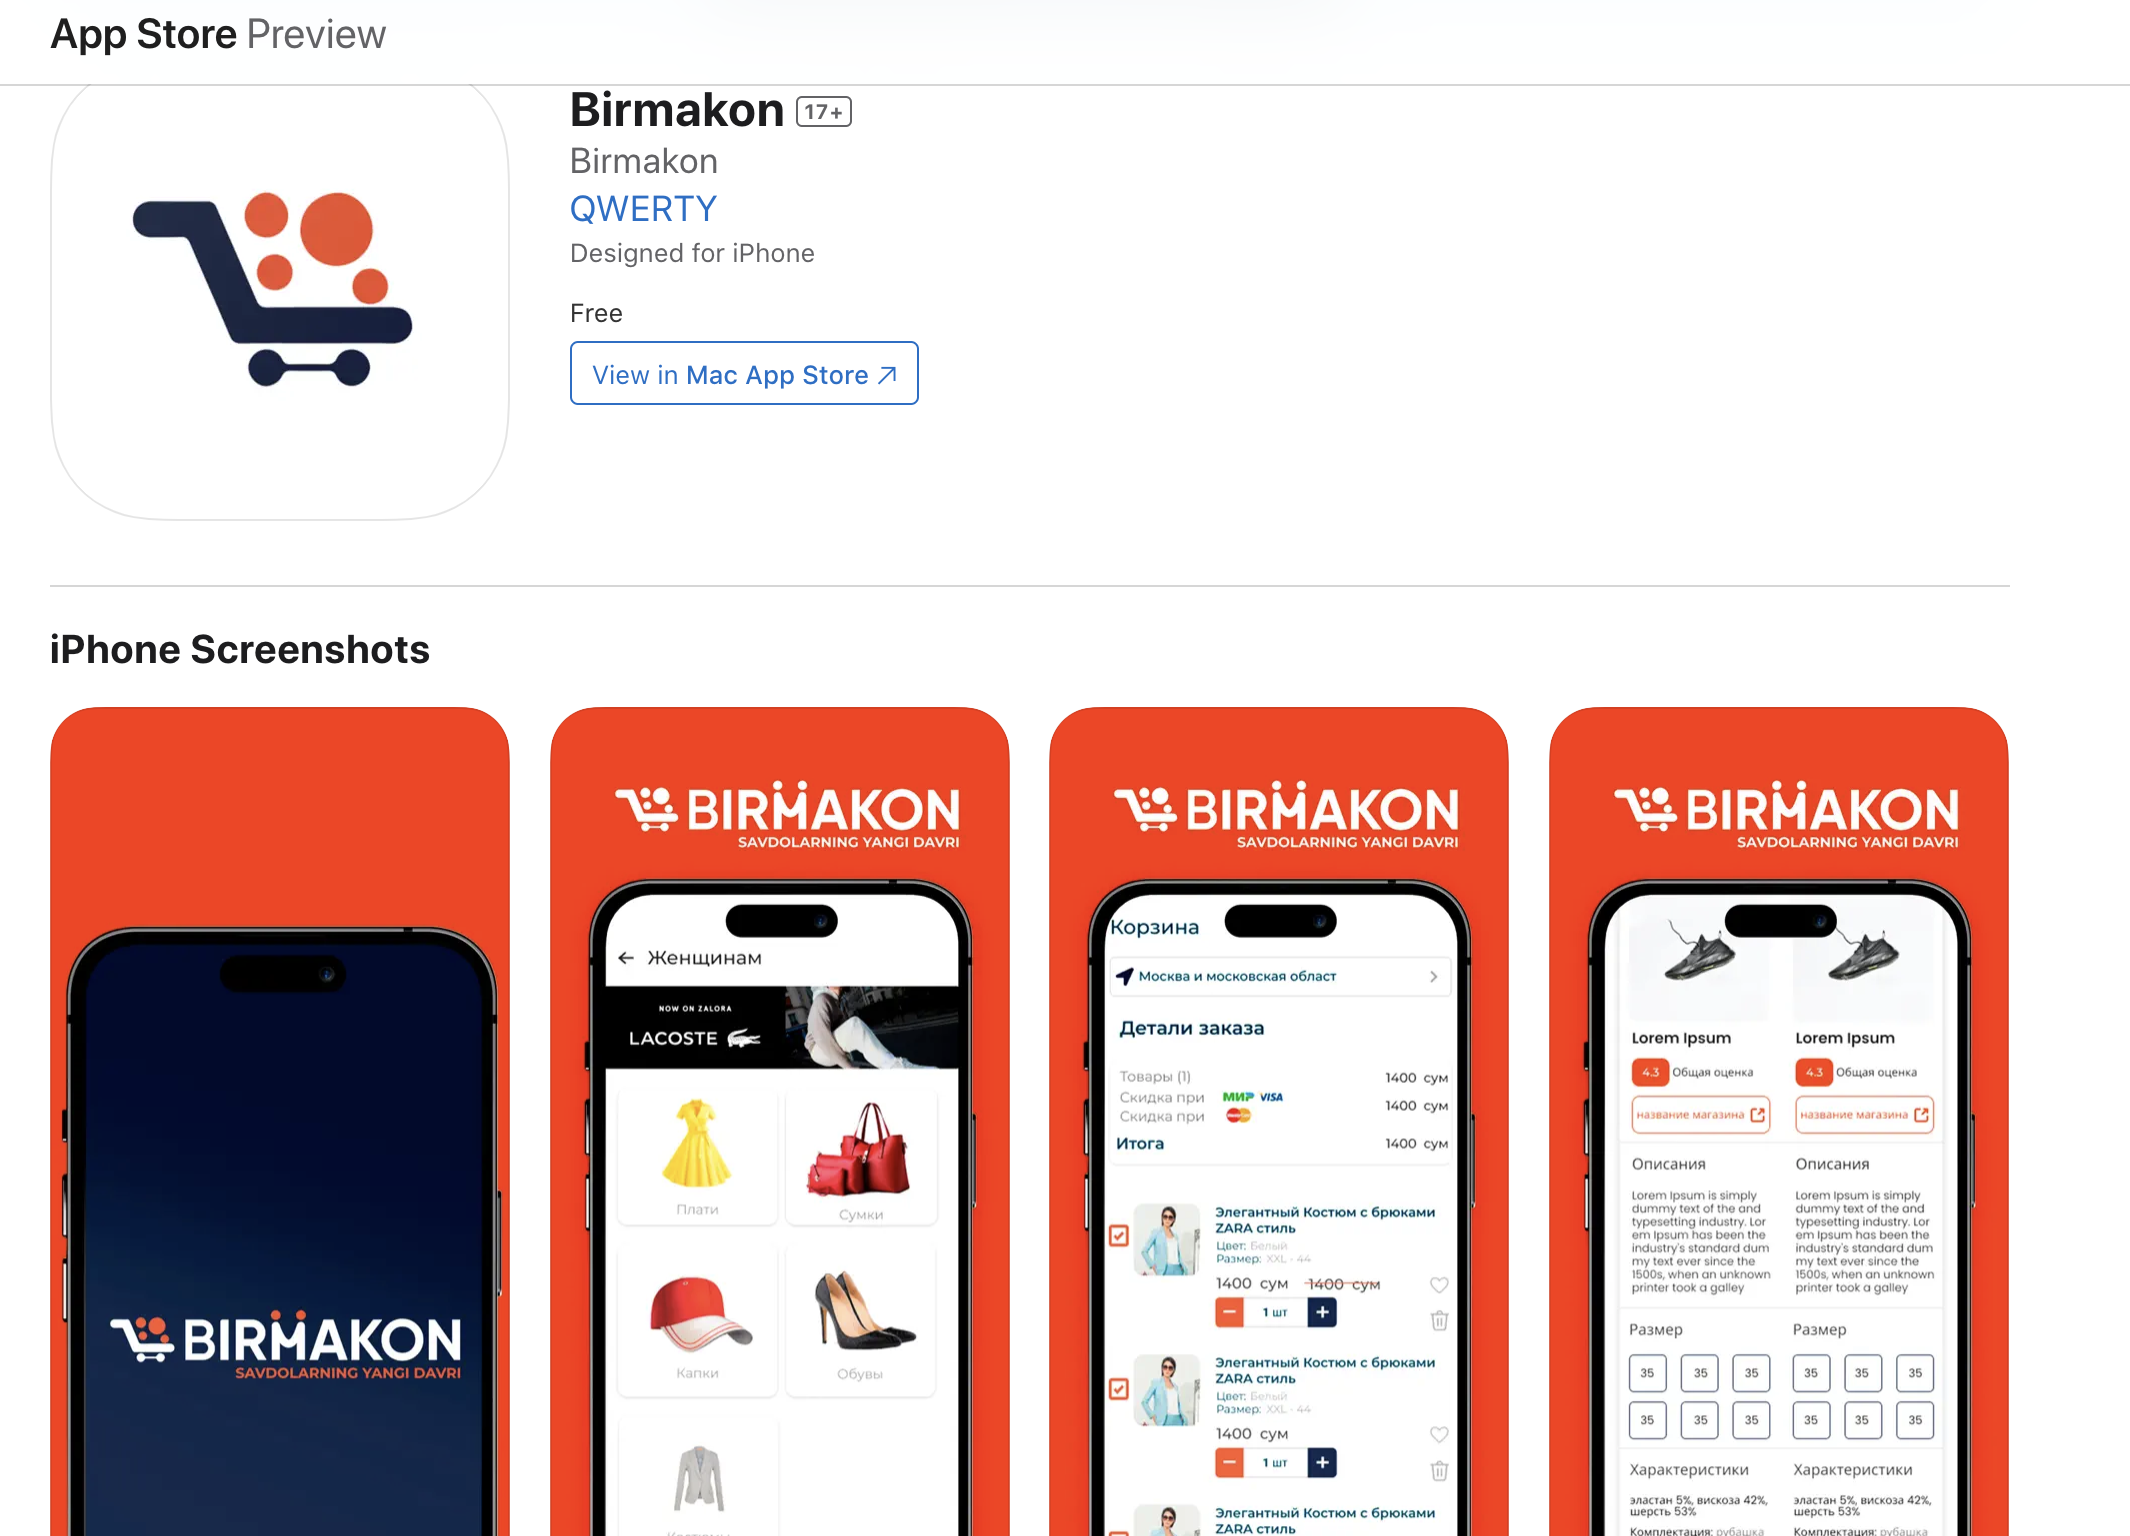 App Store Preview
Birmakon 17+
Birmakon
QWERTY
Designed for iPhone
Free
View in Mac App Store
iPhone Screenshots
BIRMAKON
SAVDOLARNING YANGI DAVRI
BIRMAKON
SAVDOLARNING YANGI DAVRI
Женщинам
NOW ON ZALORA
LACOSTE
Плати
Сумки
Капки
Обувы
BIRMAKON
SAVDOLARNING YANGI DAVRI
Корзина
Москва и московская област
Детали заказа
Товары (1) 1400 сум
Скидка при МИР VISA 1400 сум
Скидка при
Итога 1400 сум
Элегантный Костюм с брюками
ZARA стиль
Цвет: Белый
Размер: XXL - 44
1400 сум 1400 сум
1 шт
Элегантный Костюм с брюками
ZARA стиль
Цвет: Белый
Размер: XXL - 44
1400 сум
1 шт
Элегантный Костюм с брюками
ZARA стиль
BIRMAKON
SAVDOLARNING YANGI DAVRI
Lorem Ipsum Lorem Ipsum
4.3 Общая оценка 4.3 Общая оценка
название магазина название магазина
Описания Описания
Lorem Ipsum is simply Lorem Ipsum is simply
dummy text of the and dummy text of the and
typesetting industry. Lor typesetting industry. Lor
em Ipsum has been the em Ipsum has been the
industry's standard dum industry's standard dum
my text ever since the my text ever since the
1500s, when an unknown 1500s, when an unknown
printer took a galley printer took a galley
Размер Размер
35 35 35 35 35 35
35 35 35 35 35 35
Характеристики Характеристики
эластан 5%, вискоза 42%, эластан 5%, вискоза 42%,
шерсть 53% шерсть 53%
Комплектация: рубашка Комплектация: рубашка